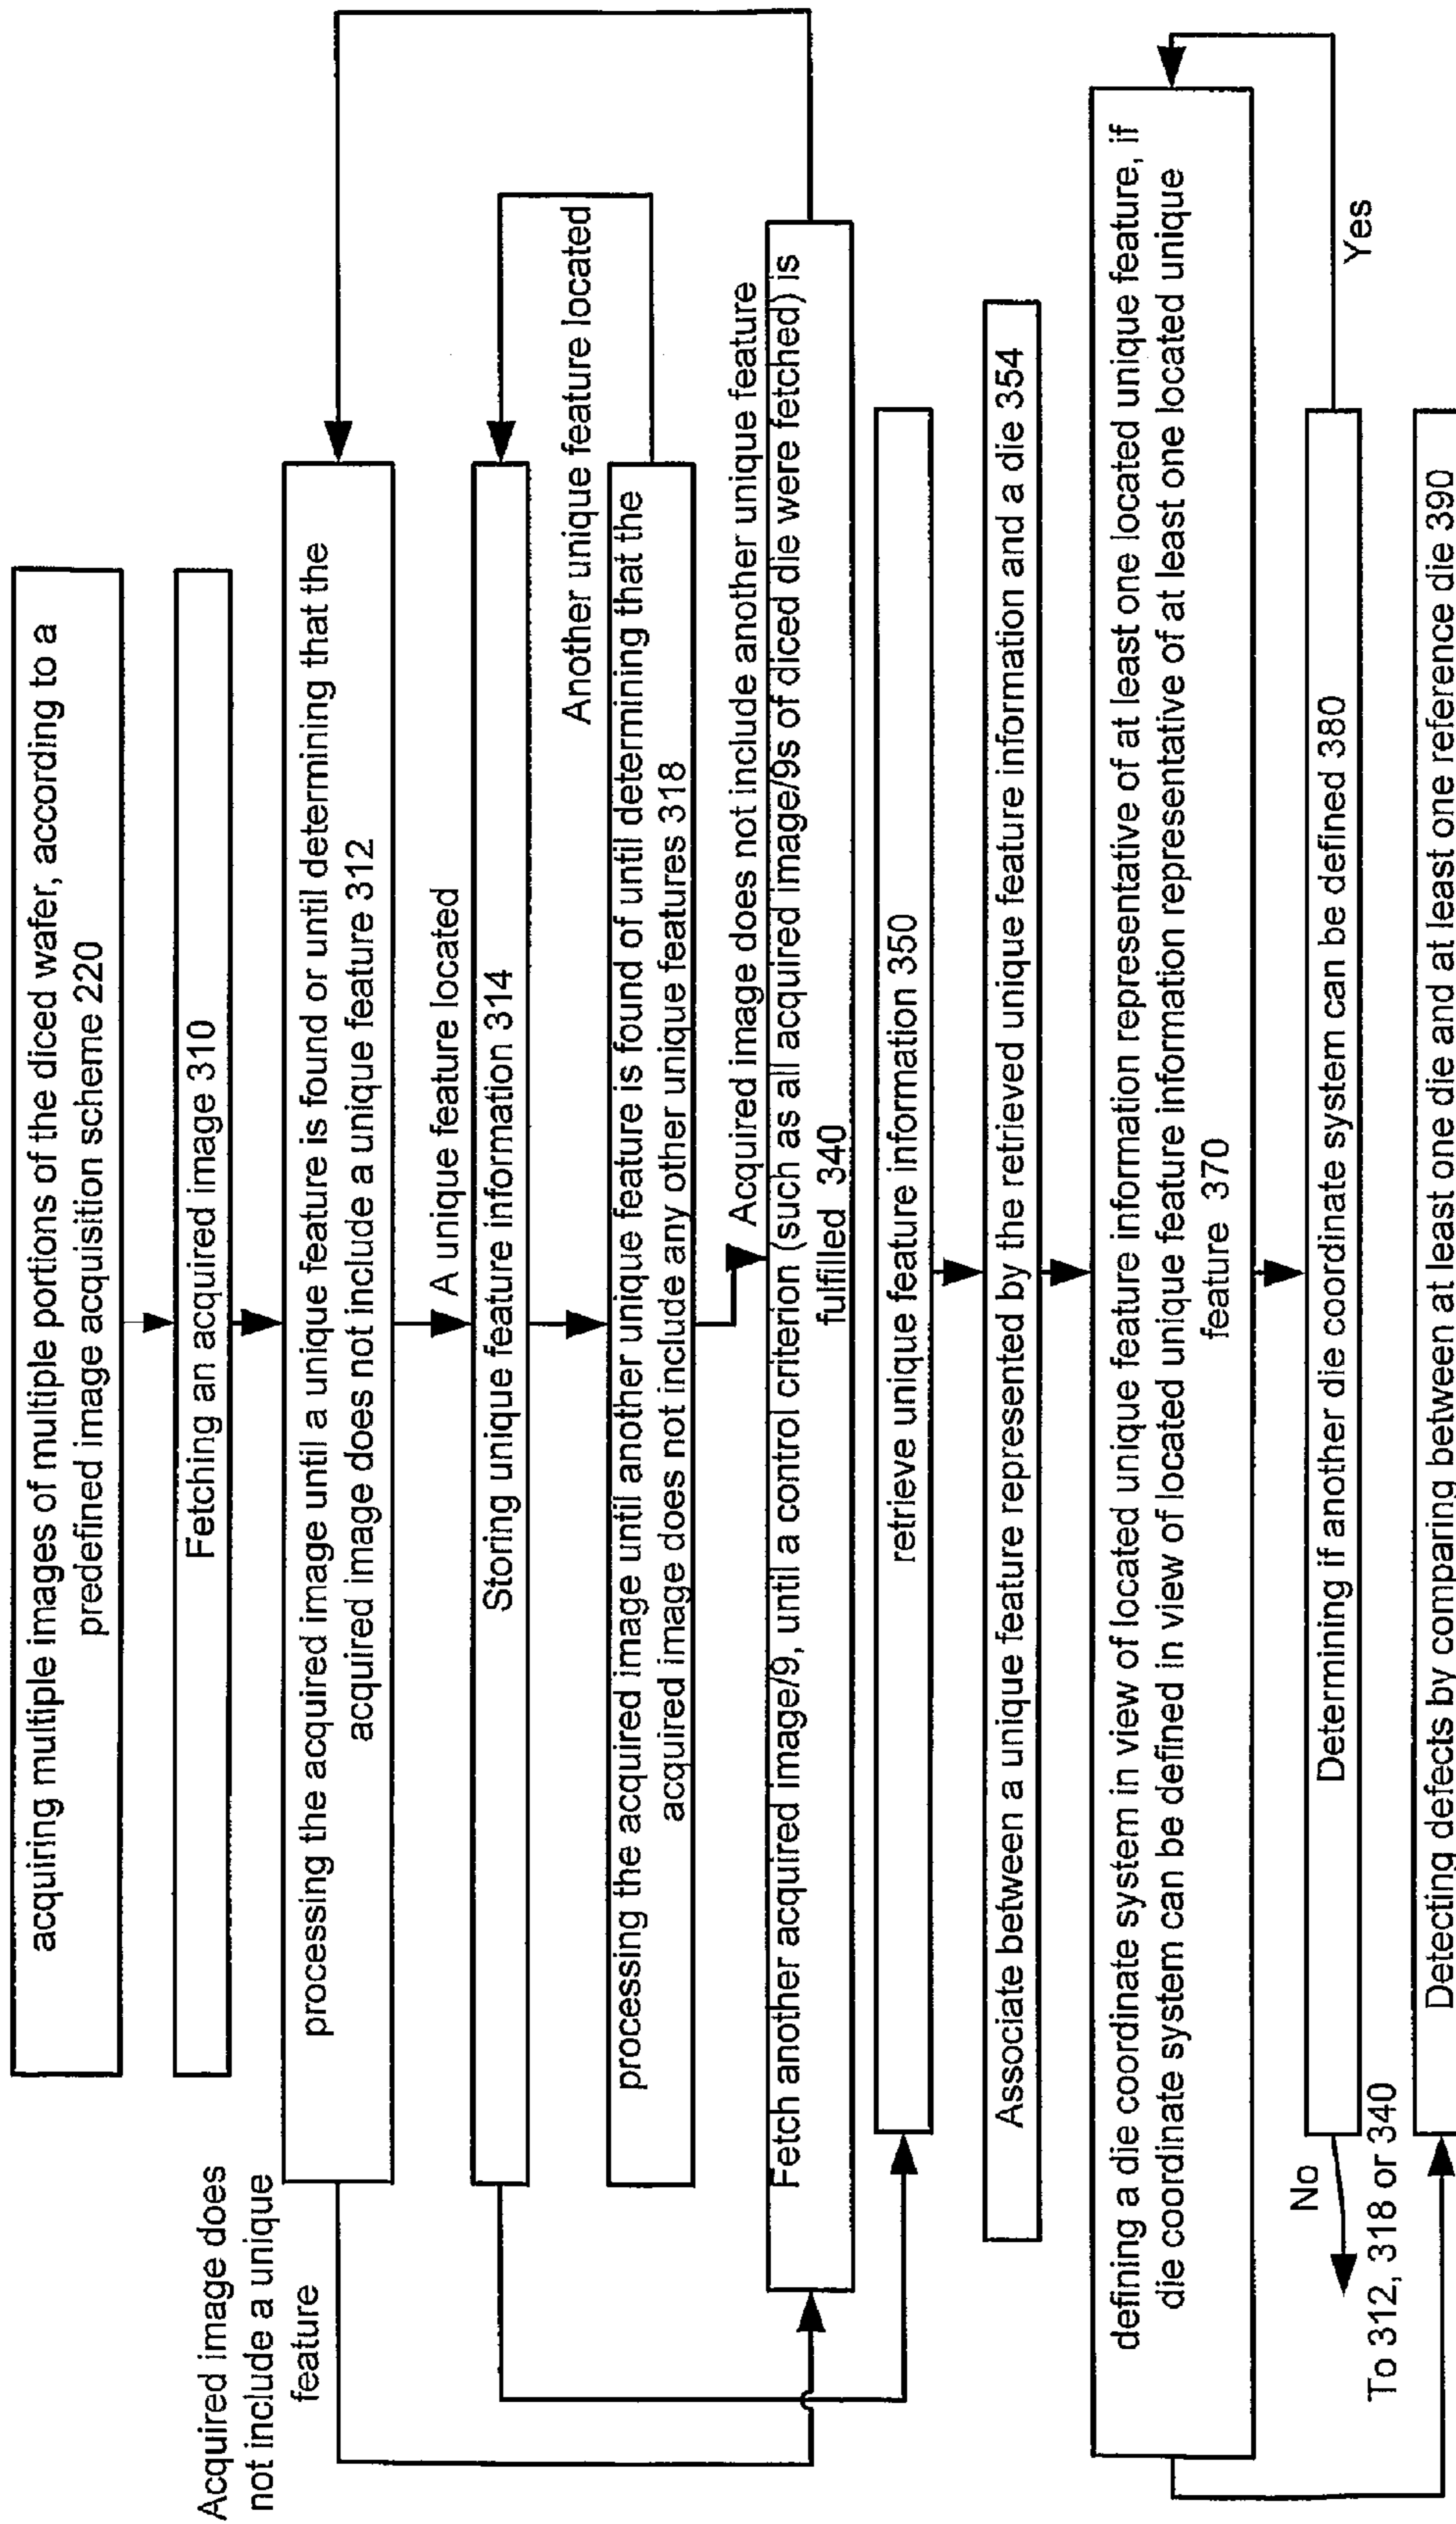 acquiring multiple images of multiple portions of the diced wafer, according to a
predefined image acquisition scheme 220
Fetching an acquired image 310
Acquired image does
not include a unique
feature
processing the acquired image until a unique feature is found or until determining that the
acquired image does not include a unique feature 312
A unique feature located
Storing unique feature information 314
Another unique feature located
processing the acquired image until another unique feature is found of until determining that the
acquired image does not include any other unique features 318
Acquired image does not include another unique feature
Fetch another acquired image/9, until a control criterion (such as all acquired image/9s of diced die were fetched) is
fulfilled 340
retrieve unique feature information 350
Associate between a unique feature represented by the retrieved unique feature information and a die 354
defining a die coordinate system in view of located unique feature information representative of at least one located unique feature, if
die coordinate system can be defined in view of located unique feature information representative of at least one located unique
feature 370
Determining if another die coordinate system can be defined 380
Yes
No
To 312, 318 or 340
Detecting defects by comparing between at least one die and at least one reference die 390